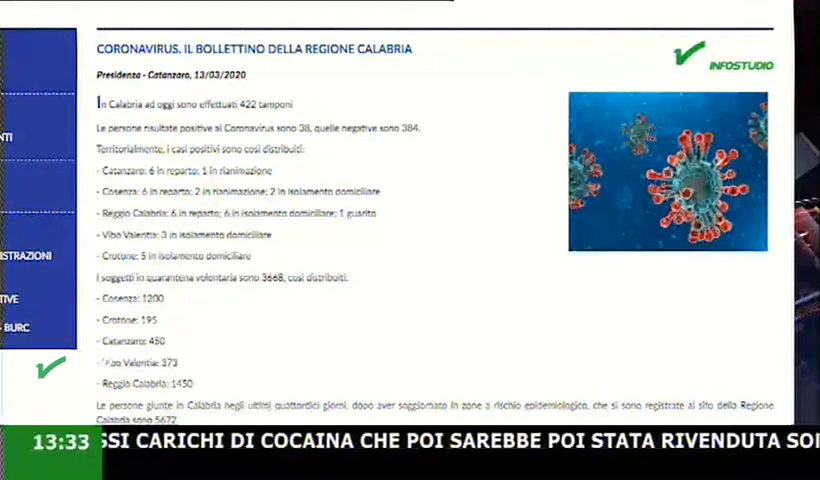 CORONAVIRUS. IL BOLLETTINO DELLA REGIONE CALABRIA
INFOSTUDIO
Presidenza - Catanzaro, 13/03/2020
In Calabria ad oggi sono effettuati 422 tamponi
Le persone risultate positive al Coronavirus sono 38, quelle negative sono 384.
Territorialmente, i casi positivi sono così distribuiti:
- Catanzaro: 6 in reparto; 1 in rianimazione
- Cosenza: 6 in reparto; 2 in rianimazione; 2 in isolamento domiciliare
- Reggio Calabria: 6 in reparto; 6 in isolamento domiciliare; 1 guarito
- Vibo Valentia: 3 in isolamento domiciliare
- Crotone: 5 in isolamento domiciliare
I soggetti in quarantena volontaria sono 3668, così distribuiti:
- Cosenza: 1200
- Crotone: 195
- Catanzaro: 450
- Vibo Valentia: 373
- Reggio Calabria: 1450
Le persone giunte in Calabria negli ultimi quattordici giorni, dopo aver soggiornato in zone a rischio epidemiologico, che si sono registrate al sito della Regione
Calabria sono 5672
NTI
ISTRAZIONI
TIVE
- BURC
13:33
SSI CARICHI DI COCAINA CHE POI SAREBBE POI STATA RIVENDUTA SOI